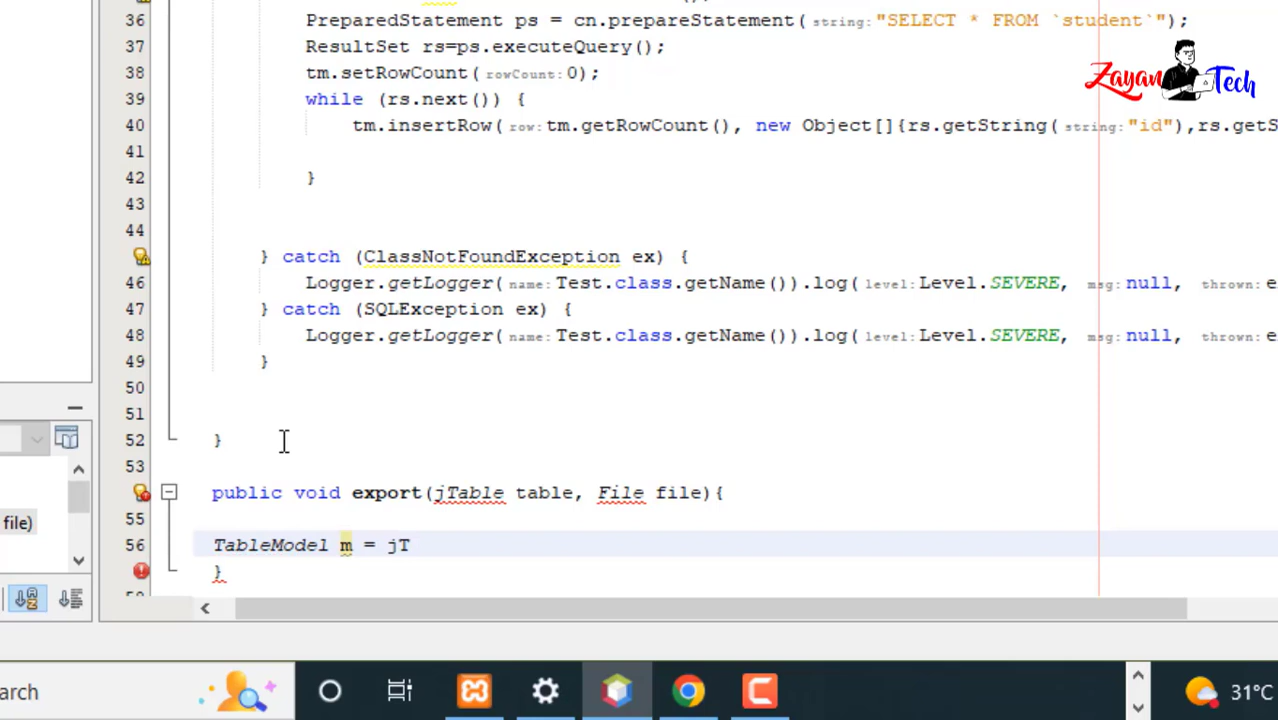 36 PreparedStatement ps = cn.prepareStatement(string:"SELECT * FROM `student`");
37 ResultSet rs=ps.executeQuery();
38 tm.setRowCount(rowCount:0);
39 while (rs.next()) {
40 tm.insertRow(row:tm.getRowCount(), new Object[]{rs.getString(string:"id"),rs.getS
41
42 }
43
44
} catch (ClassNotFoundException ex) {
46 Logger.getLogger(name:Test.class.getName()).log(level:Level.SEVERE, msg:null, thrown:e
47 } catch (SQLException ex) {
48 Logger.getLogger(name:Test.class.getName()).log(level:Level.SEVERE, msg:null, thrown:e
49 }
50
51
52 }
53
public void export(jTable table, File file){
55
56 TableModel m = jT
}
file)
Zayan Tech
arch
31°C